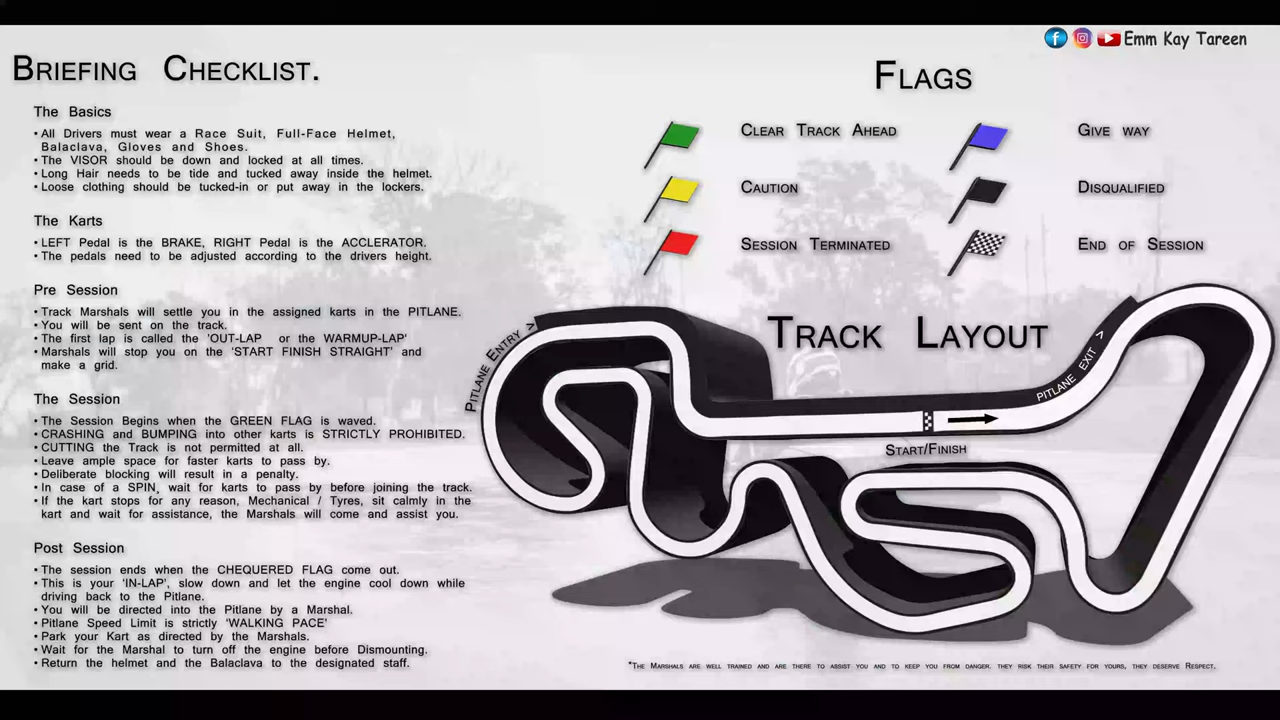 Emm Kay Tareen
BRIEFING CHECKLIST.
The Basics
• All Drivers must wear a Race Suit, Full-Face Helmet,
Balaclava, Gloves and Shoes.
• The VISOR should be down and locked at all times.
• Long Hair needs to be tide and tucked away inside the helmet.
• Loose clothing should be tucked-in or put away in the lockers.
The Karts
• LEFT Pedal is the BRAKE, RIGHT Pedal is the ACCLERATOR.
• The pedals need to be adjusted according to the drivers height.
Pre Session
• Track Marshals will settle you in the assigned karts in the PITLANE.
• You will be sent on the track.
• The first lap is called the 'OUT-LAP or the WARMUP-LAP'
• Marshals will stop you on the 'START FINISH STRAIGHT' and
make a grid.
The Session
• The Session Begins when the GREEN FLAG is waved.
• CRASHING and BUMPING into other karts is STRICTLY PROHIBITED.
• CUTTING the Track is not permitted at all.
• Leave ample space for faster karts to pass by.
• Deliberate blocking will result in a penalty.
• In case of a SPIN, wait for karts to pass by before joining the track.
• If the kart stops for any reason, Mechanical / Tyres, sit calmly in the
kart and wait for assistance, the Marshals will come and assist you.
Post Session
• The session ends when the CHEQUERED FLAG come out.
• This is your 'IN-LAP', slow down and let the engine cool down while
driving back to the Pitlane.
• You will be directed into the Pitlane by a Marshal.
• Pitlane Speed Limit is strictly 'WALKING PACE'
• Park your Kart as directed by the Marshals.
• Wait for the Marshal to turn off the engine before Dismounting.
• Return the helmet and the Balaclava to the designated staff.
FLAGS
CLEAR TRACK AHEAD
GIVE WAY
CAUTION
DISQUALIFIED
SESSION TERMINATED
END OF SESSION
TRACK LAYOUT
PITLANE ENTRY >
PITLANE EXIT >
START/FINISH
*THE MARSHALS ARE WELL TRAINED AND ARE THERE TO ASSIST YOU AND TO KEEP YOU FROM DANGER. THEY RISK THEIR SAFETY FOR YOURS, THEY DESERVE RESPECT.